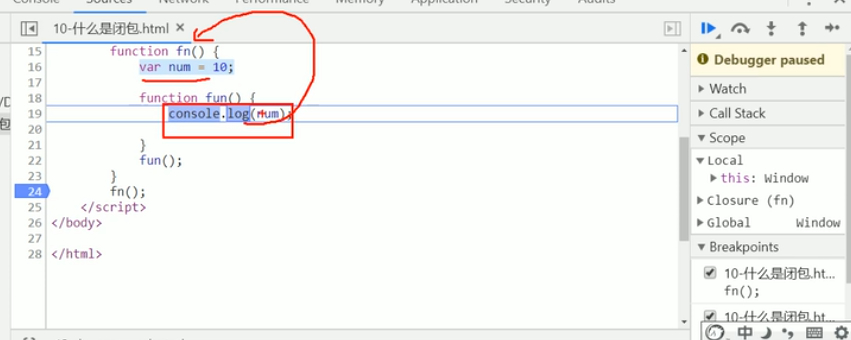 Console Sources Network Performance Memory Application Security Audits
10-什么是闭包.html ×
15 function fn() {
16 var num = 10;
17
18 function fun() {
19 console.log(num);
20
21 }
22 fun();
23 }
24 fn();
25 </script>
26 </body>
27
28 </html>
Debugger paused
Watch
Call Stack
Scope
Local
this: Window
Closure (fn)
Global Window
Breakpoints
10-什么是闭包.ht...
fn();
10-什么是闭包.ht...
中